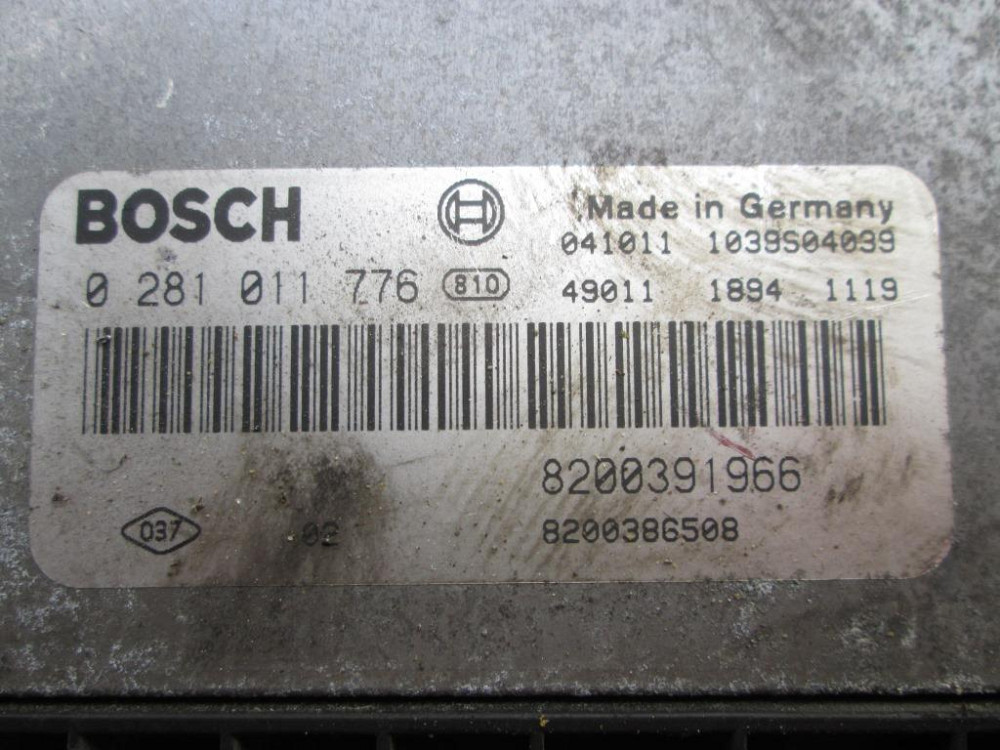 BOSCH
Made in Germany
041011 1039S04039
0 281 011 776 810
49011 1894 1119
8200391966
037 02 8200386508